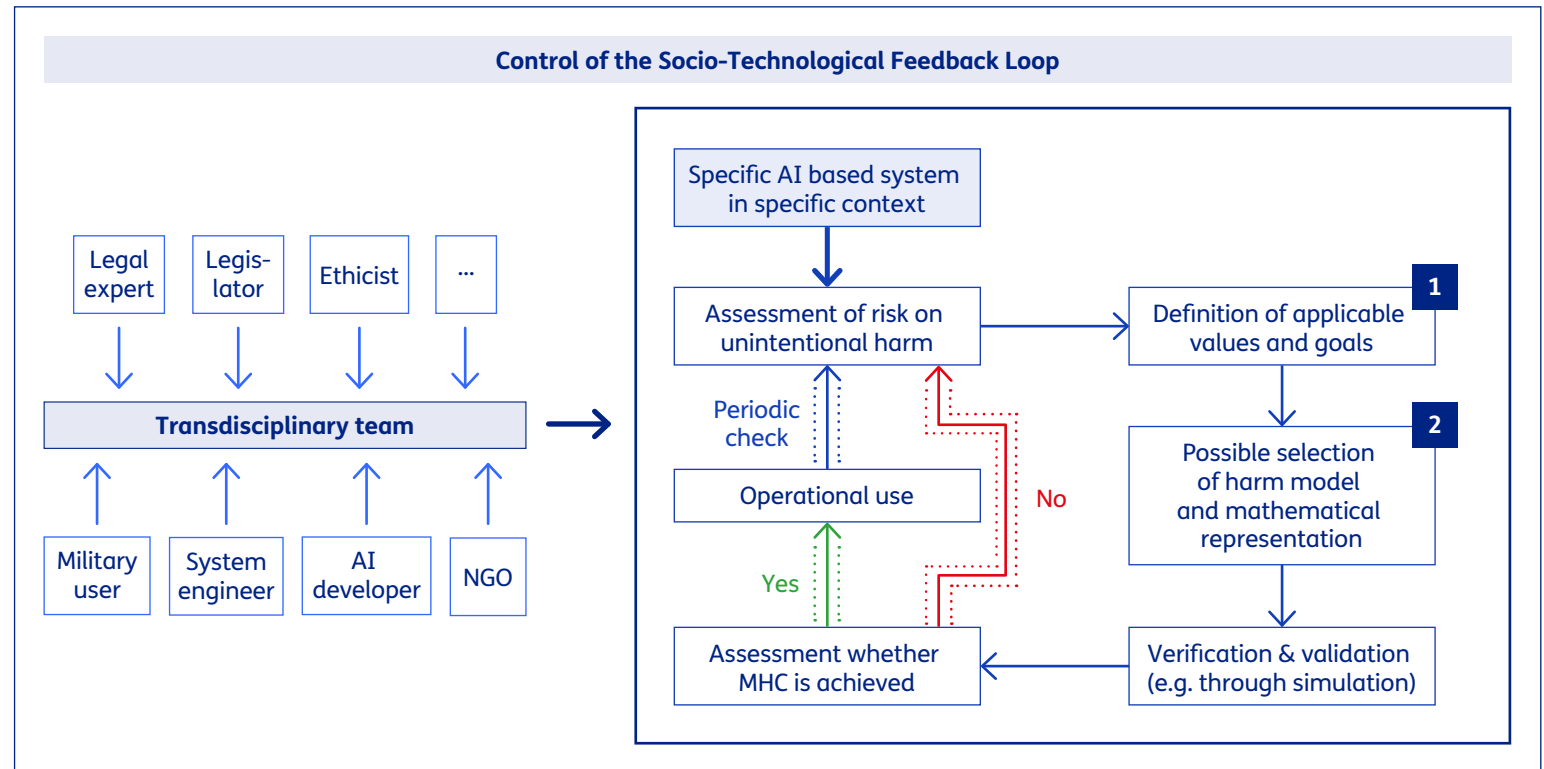 Control of the Socio-Technological Feedback Loop
Legal
expert
Legis-
lator
Ethicist
...
Transdisciplinary team
Military
user
System
engineer
AI
developer
NGO
Specific AI based system
in specific context
Assessment of risk on
unintentional harm
1
Definition of applicable
values and goals
Periodic
check
2
Possible selection
of harm model
and mathematical
representation
Operational use
No
Yes
Assessment whether
MHC is achieved
Verification & validation
(e.g. through simulation)